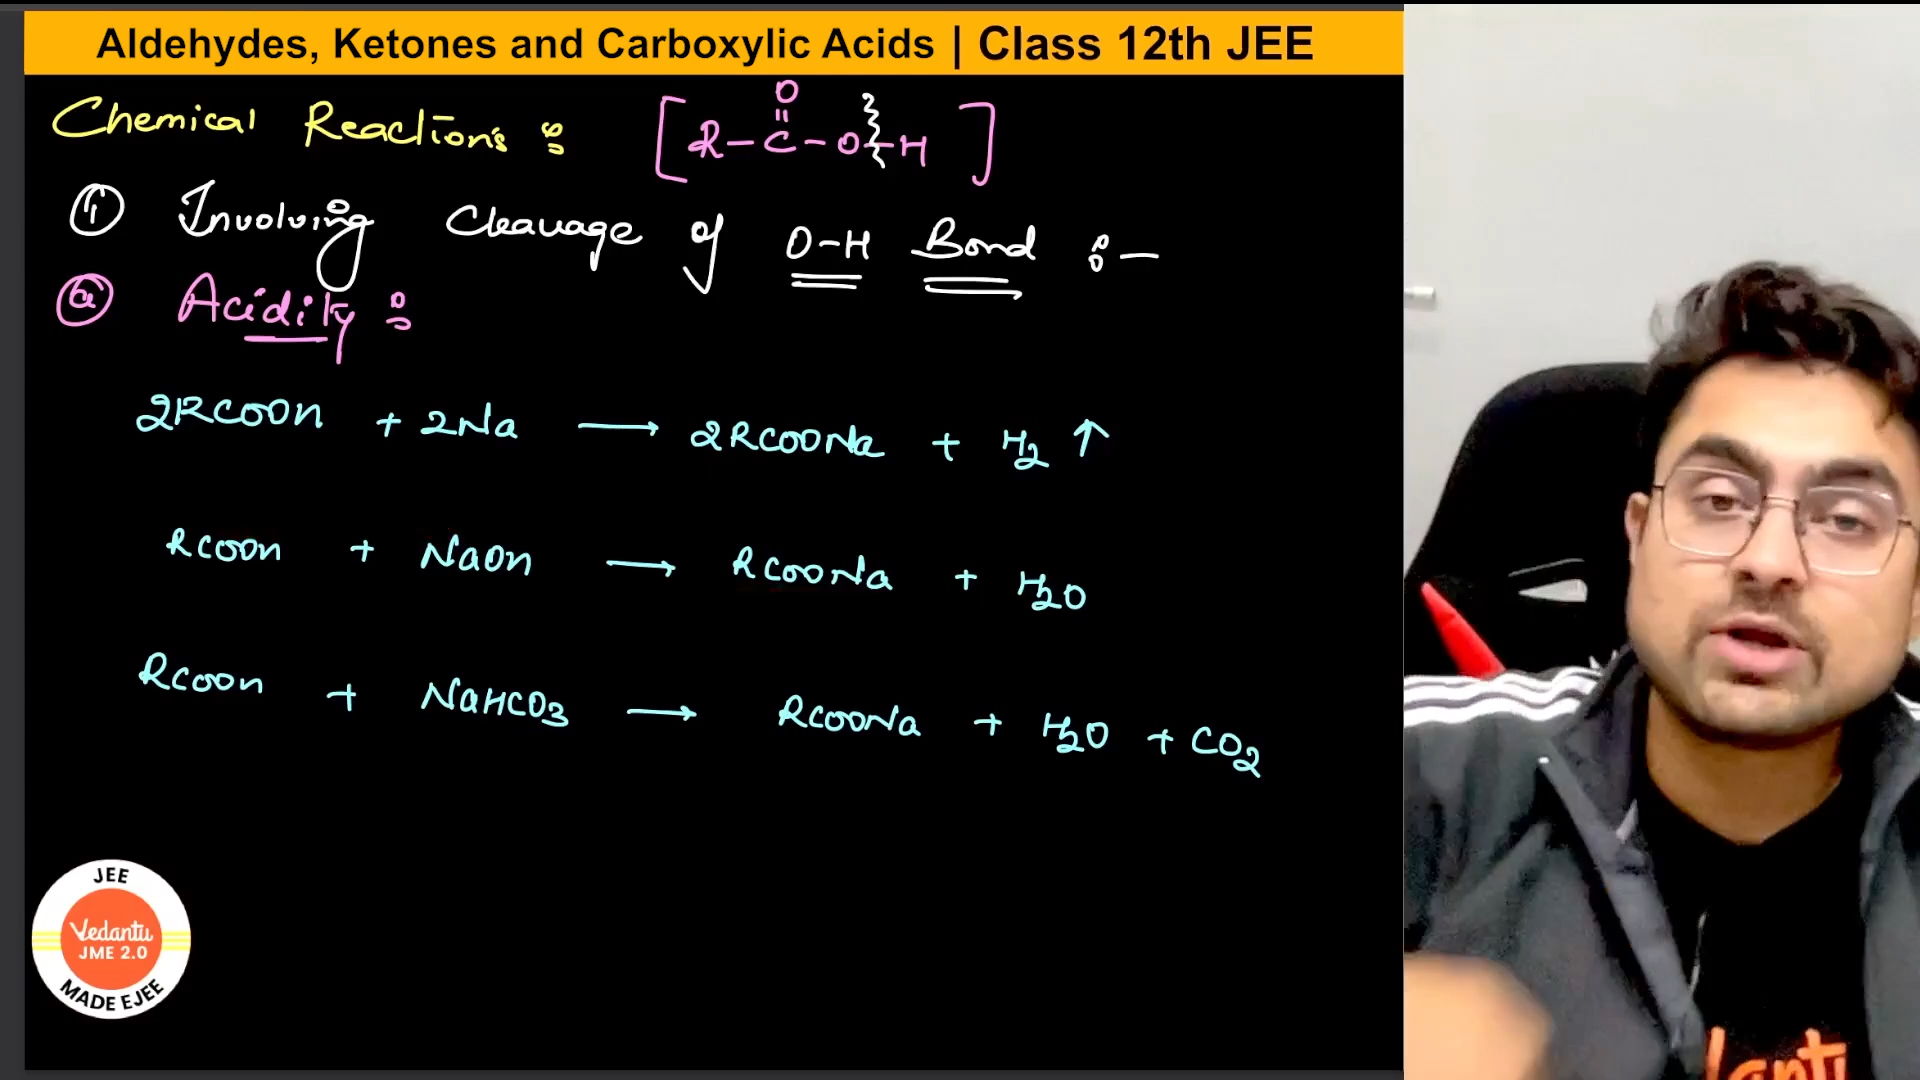 Aldehydes, Ketones and Carboxylic Acids | Class 12th JEE
Chemical Reactions : [R-C-O-H]
O
① Involving Cleavage of O-H Bond :-
ⓐ Acidity :
2RCOOH + 2Na → 2RCOONa + H2 ↑
RCOOH + NaOH → RCOONa + H2O
RCOOH + NaHCO3 → RCOONa + H2O + CO2
JEE
Vedantu
JME 2.0
MADE EJEE